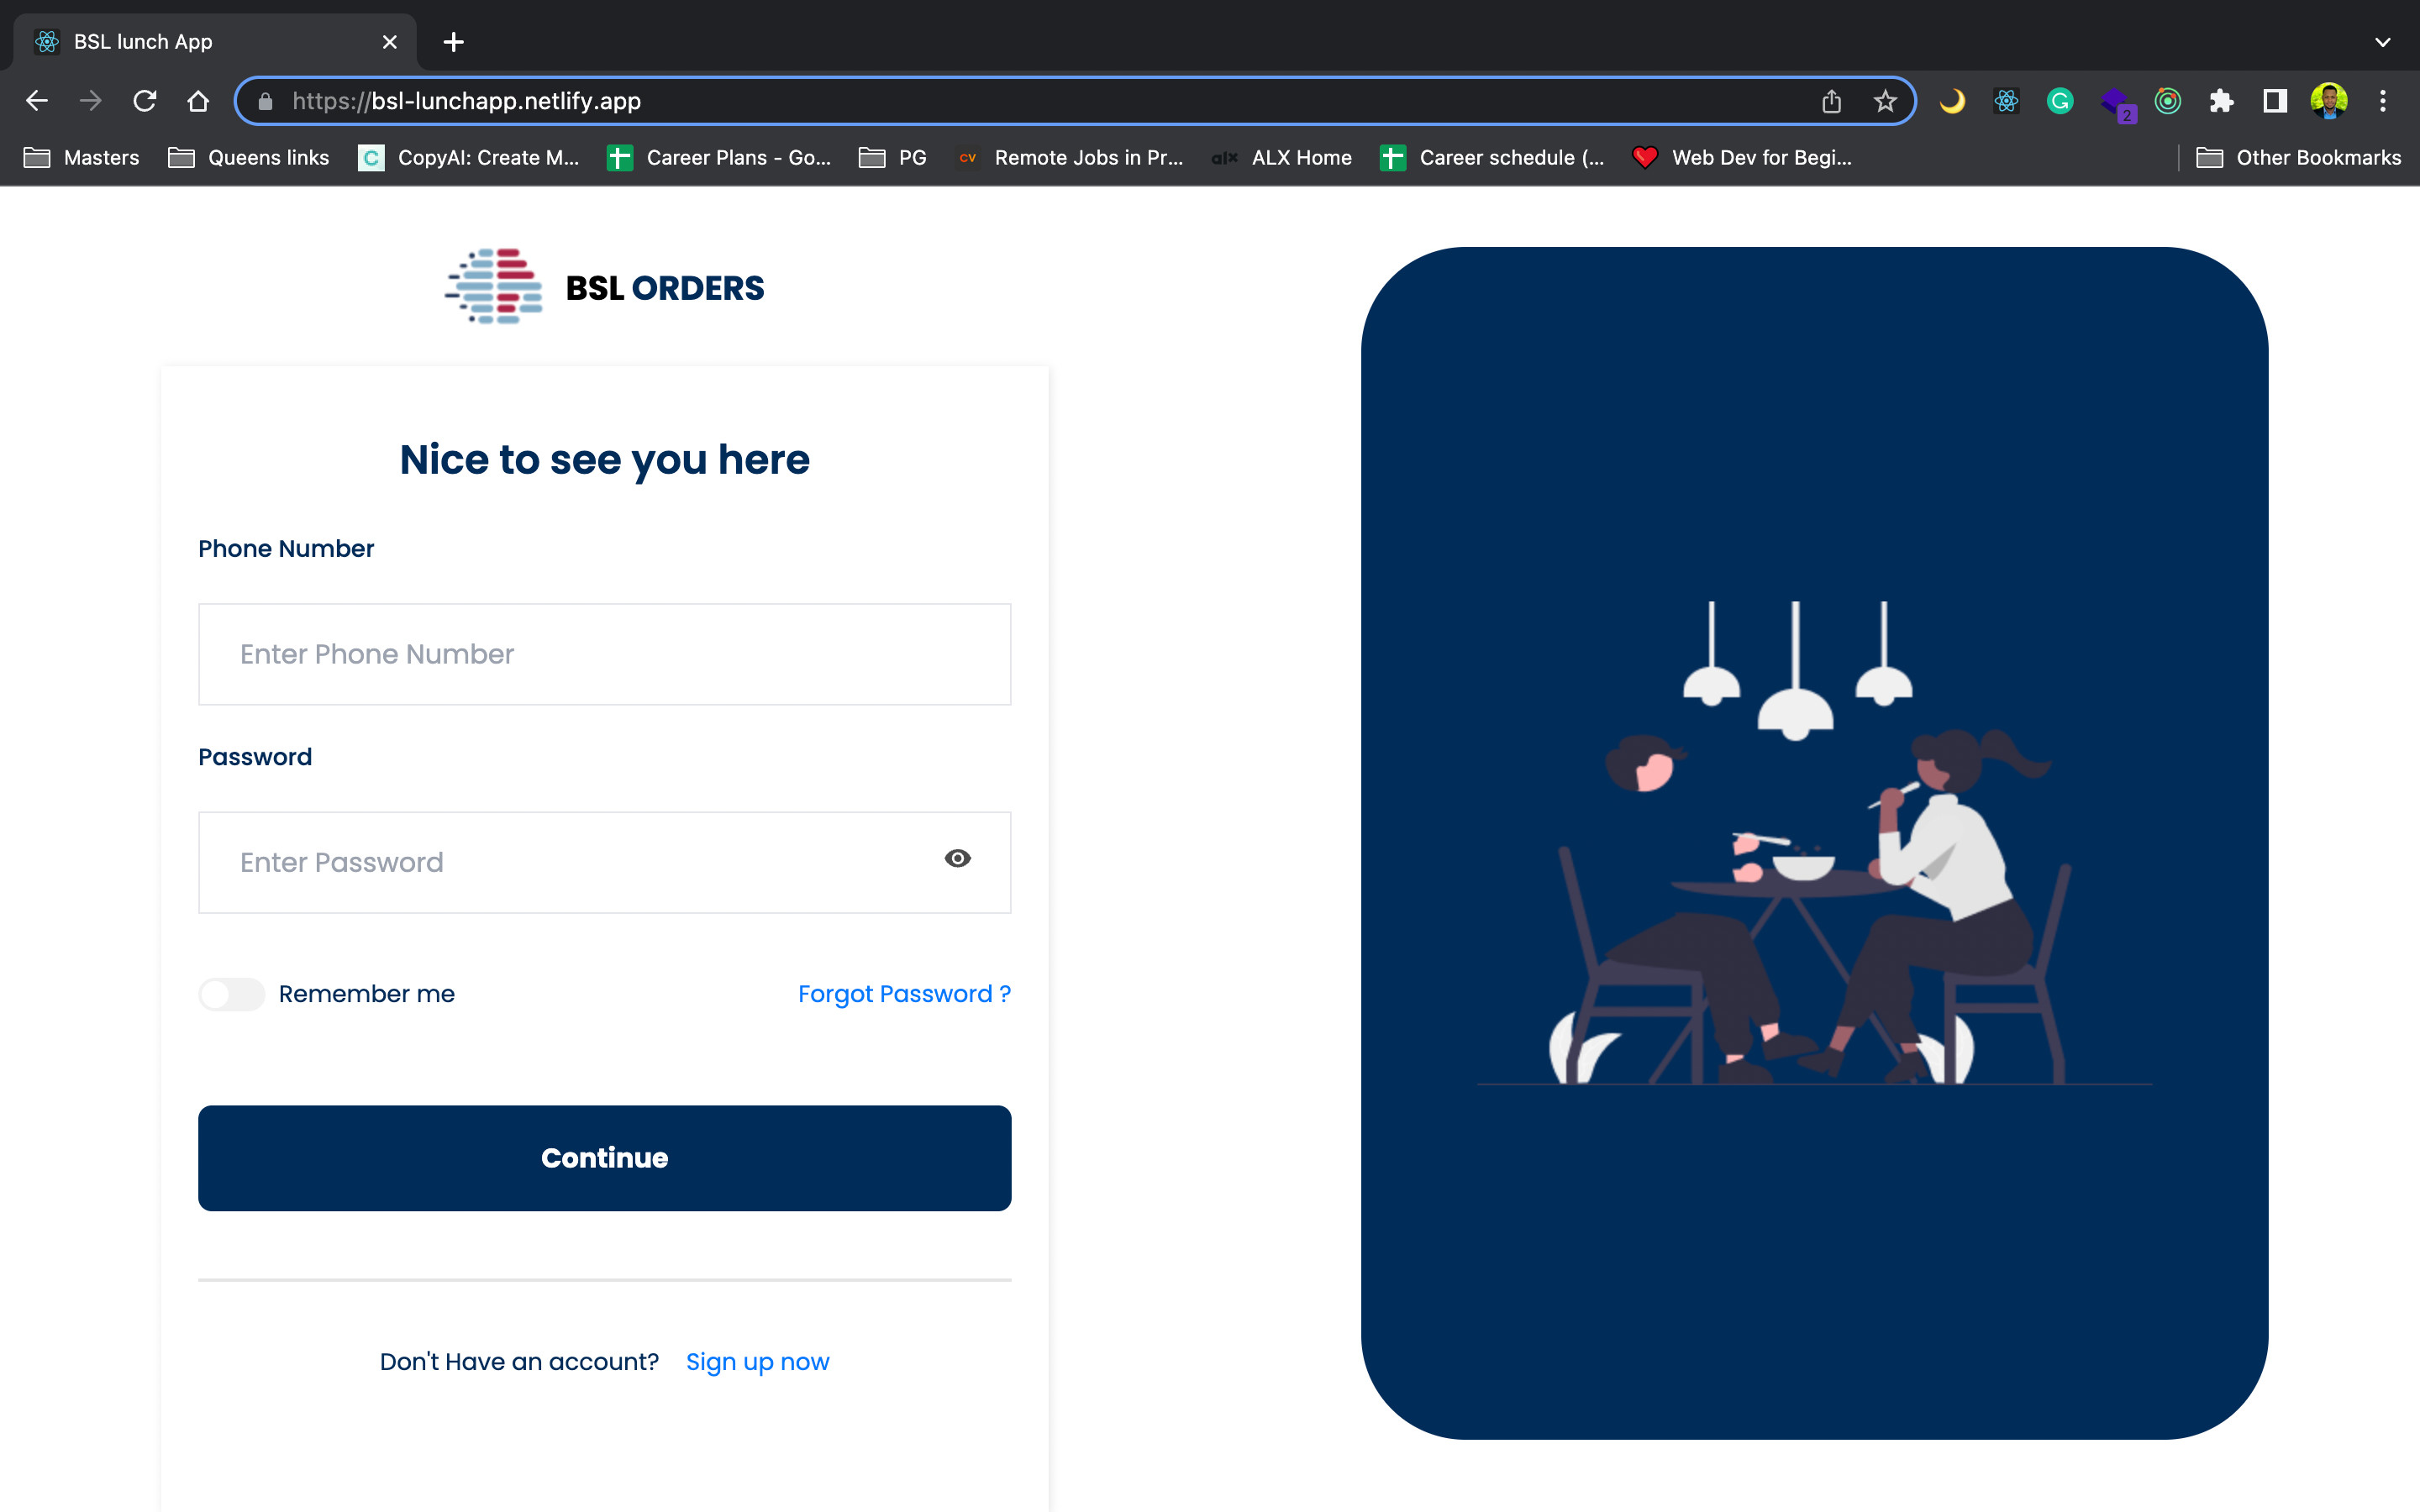 BSL lunch App
https://bsl-lunchapp.netlify.app
2
Masters
Queens links
CopyAI: Create M...
Career Plans - Go...
PG
CV
Remote Jobs in Pr...
alx
ALX Home
Career schedule (...
Web Dev for Begi...
Other Bookmarks
BSL ORDERS
Nice to see you here
Phone Number
Enter Phone Number
Password
Enter Password
Remember me
Forgot Password ?
Continue
Don't Have an account? Sign up now